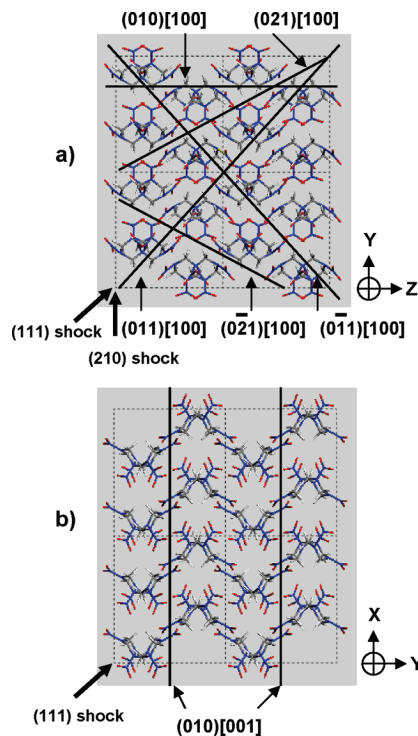 (010)[100]
(021)[100]
a)
Y
Z
(111) shock
(011)[100]
(02̄1)[100]
(01̄1)[100]
(210) shock
b)
X
Y
(111) shock
(010)[001]